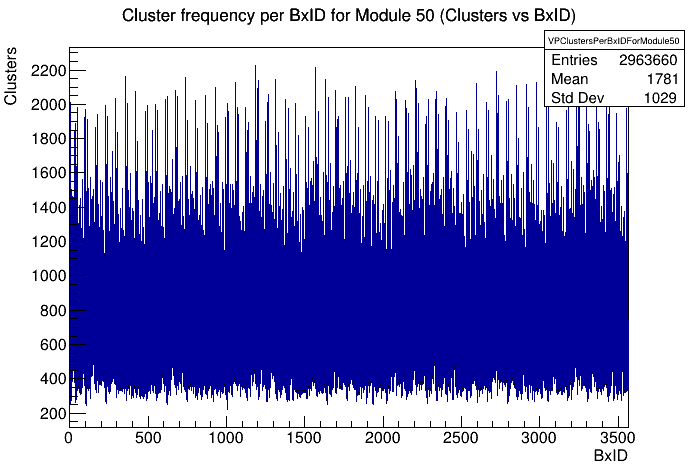 Cluster frequency per BxID for Module 50 (Clusters vs BxID)
VPClustersPerBxIDForModule50
Entries 2963660
Mean 1781
Std Dev 1029
Clusters
2200
2000
1800
1600
1400
1200
1000
800
600
400
200
0 500 1000 1500 2000 2500 3000 3500
BxID